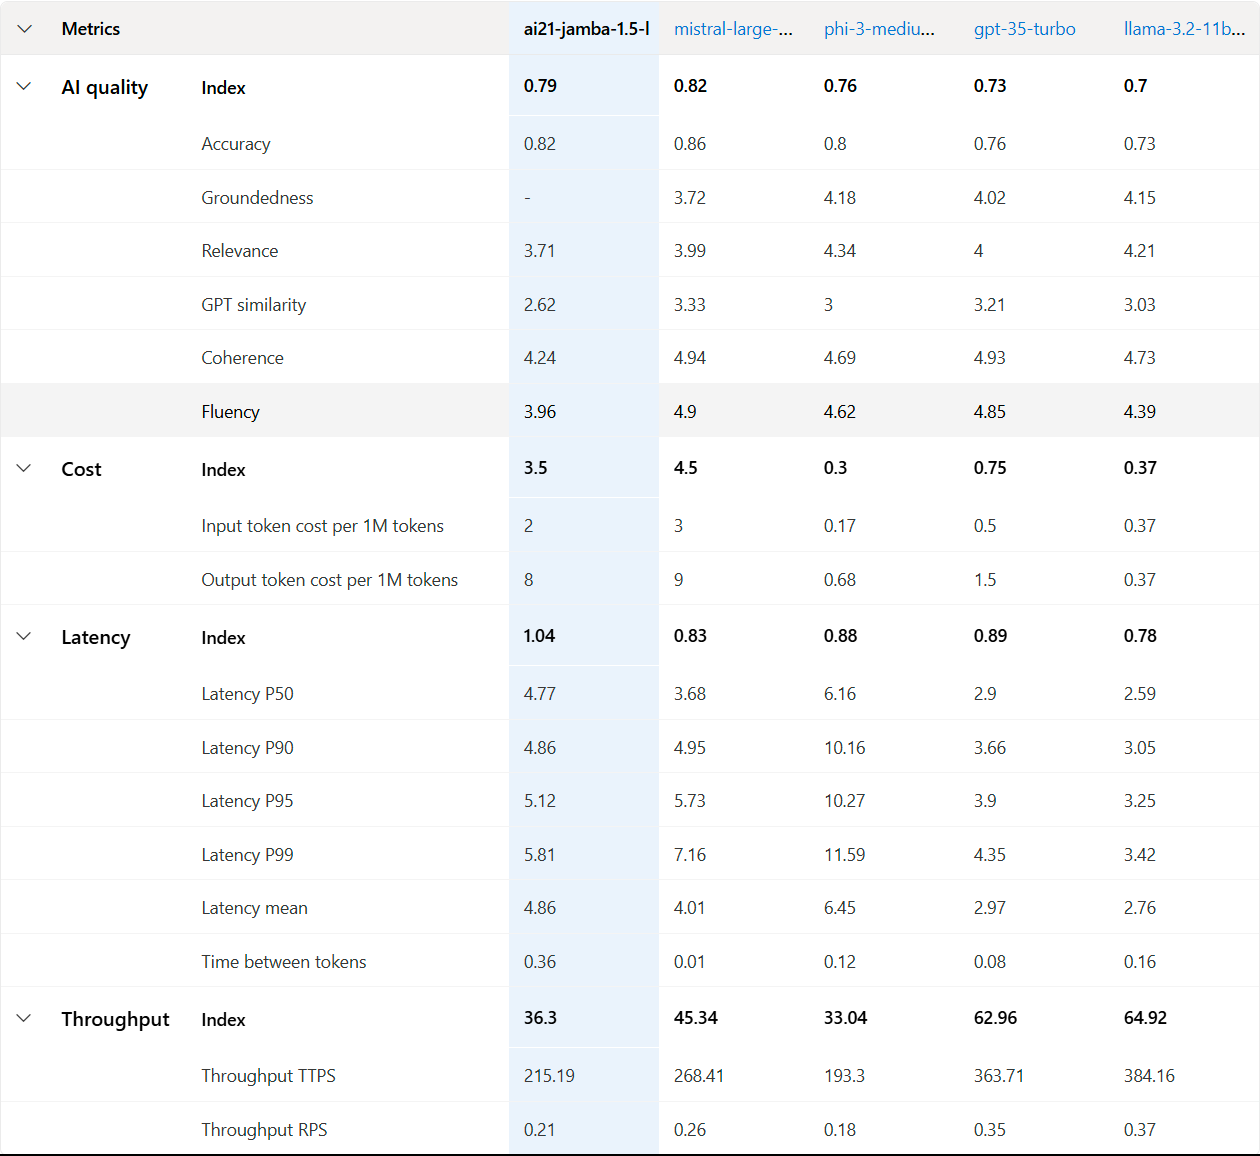 Metrics ai21-jamba-1.5-l mistral-large-... phi-3-mediu... gpt-35-turbo llama-3.2-11b...
AI quality Index 0.79 0.82 0.76 0.73 0.7
Accuracy 0.82 0.86 0.8 0.76 0.73
Groundedness - 3.72 4.18 4.02 4.15
Relevance 3.71 3.99 4.34 4 4.21
GPT similarity 2.62 3.33 3 3.21 3.03
Coherence 4.24 4.94 4.69 4.93 4.73
Fluency 3.96 4.9 4.62 4.85 4.39
Cost Index 3.5 4.5 0.3 0.75 0.37
Input token cost per 1M tokens 2 3 0.17 0.5 0.37
Output token cost per 1M tokens 8 9 0.68 1.5 0.37
Latency Index 1.04 0.83 0.88 0.89 0.78
Latency P50 4.77 3.68 6.16 2.9 2.59
Latency P90 4.86 4.95 10.16 3.66 3.05
Latency P95 5.12 5.73 10.27 3.9 3.25
Latency P99 5.81 7.16 11.59 4.35 3.42
Latency mean 4.86 4.01 6.45 2.97 2.76
Time between tokens 0.36 0.01 0.12 0.08 0.16
Throughput Index 36.3 45.34 33.04 62.96 64.92
Throughput TTPS 215.19 268.41 193.3 363.71 384.16
Throughput RPS 0.21 0.26 0.18 0.35 0.37